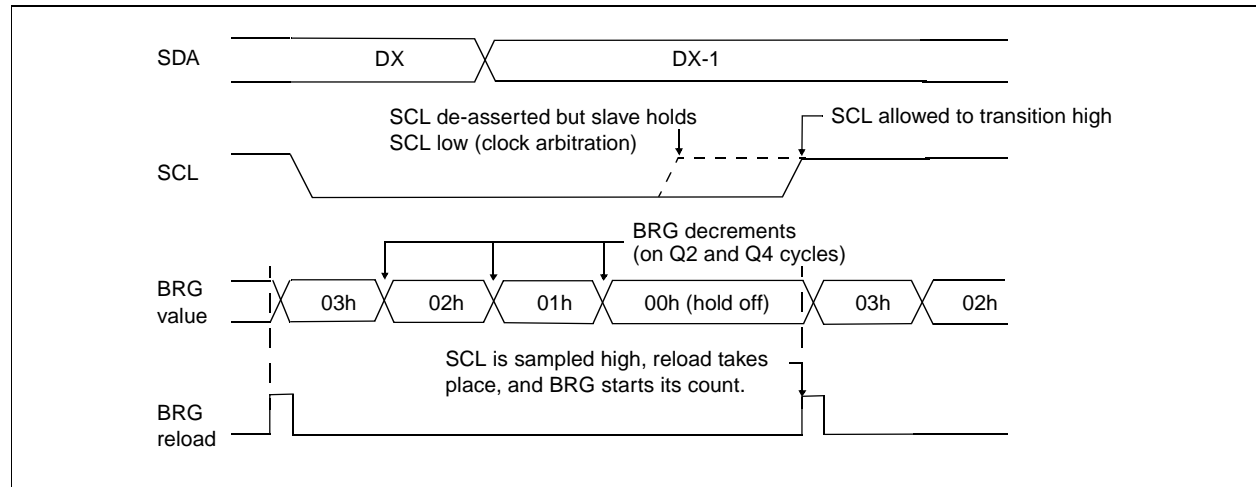 SDA
DX
DX-1
SCL de-asserted but slave holds
SCL low (clock arbitration)
SCL allowed to transition high
SCL
BRG decrements
(on Q2 and Q4 cycles)
BRG
value
03h
02h
01h
00h (hold off)
03h
02h
SCL is sampled high, reload takes
place, and BRG starts its count.
BRG
reload